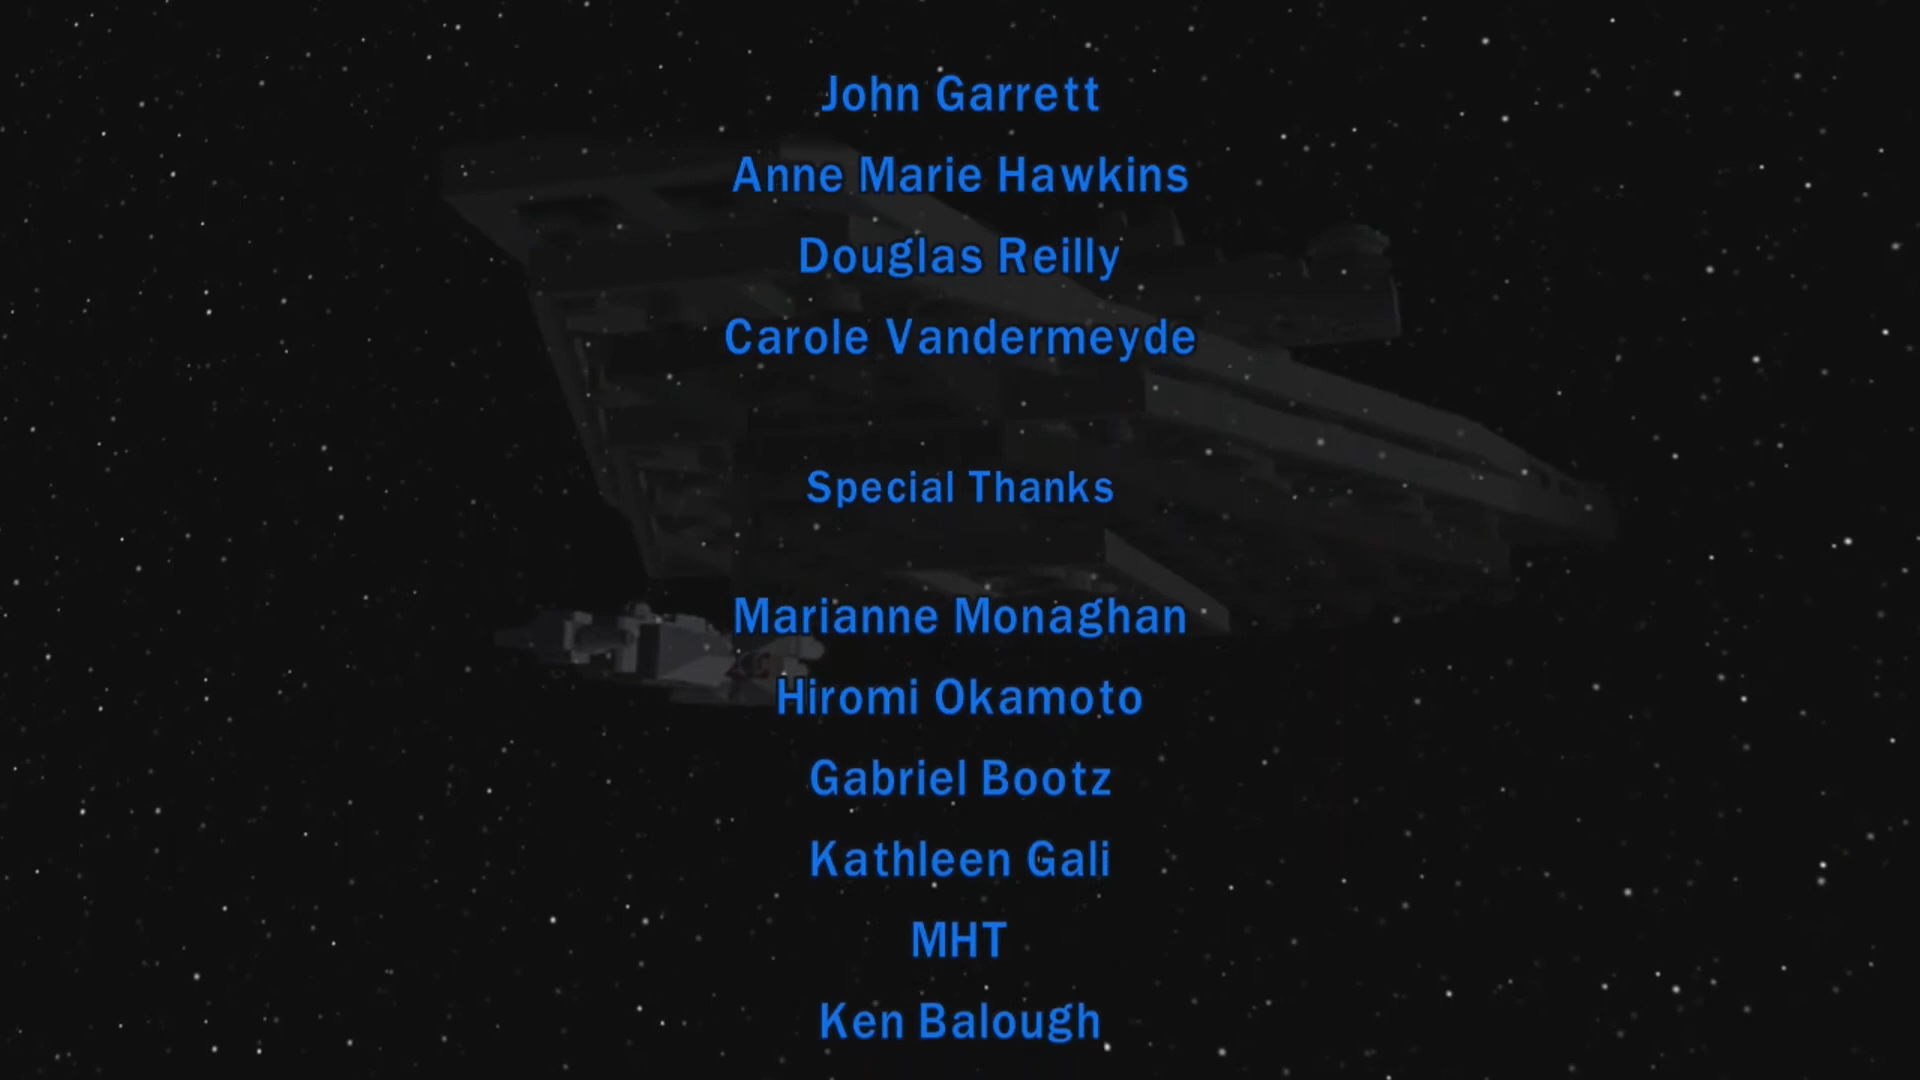 John Garrett
Anne Marie Hawkins
Douglas Reilly
Carole Vandermeyde
Special Thanks
Marianne Monaghan
Hiromi Okamoto
Gabriel Bootz
Kathleen Gali
MHT
Ken Balough